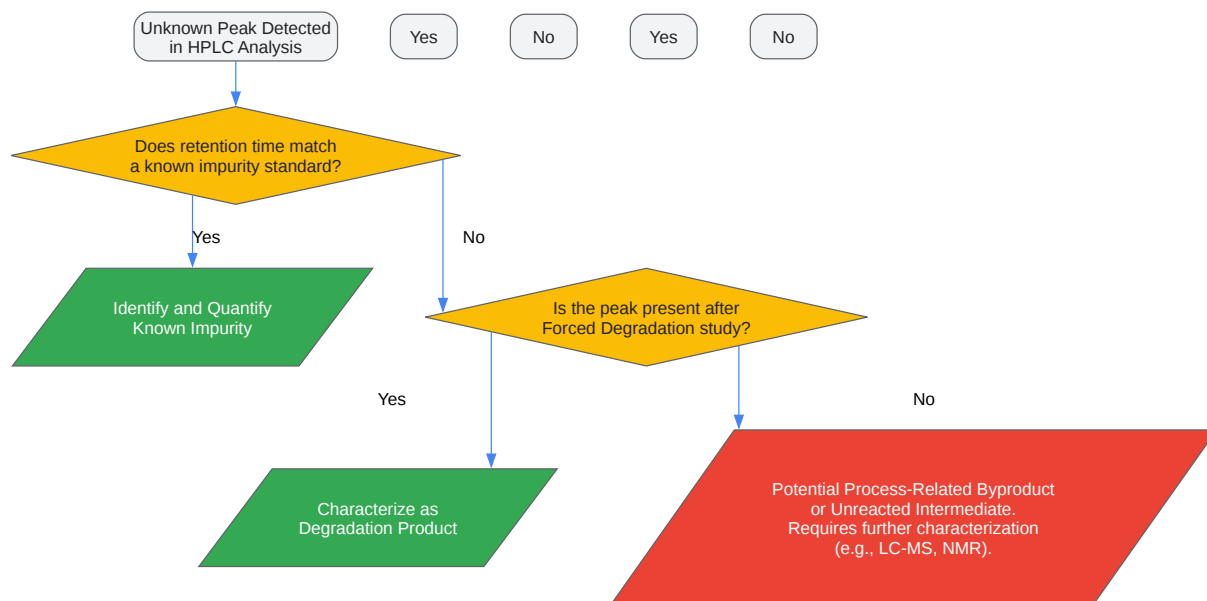 Unknown Peak Detected
in HPLC Analysis
Yes
No
Yes
No
Does retention time match
a known impurity standard?
Yes
No
Identify and Quantify
Known Impurity
Is the peak present after
Forced Degradation study?
Yes
No
Characterize as
Degradation Product
Potential Process-Related Byproduct
or Unreacted Intermediate.
Requires further characterization
(e.g., LC-MS, NMR).